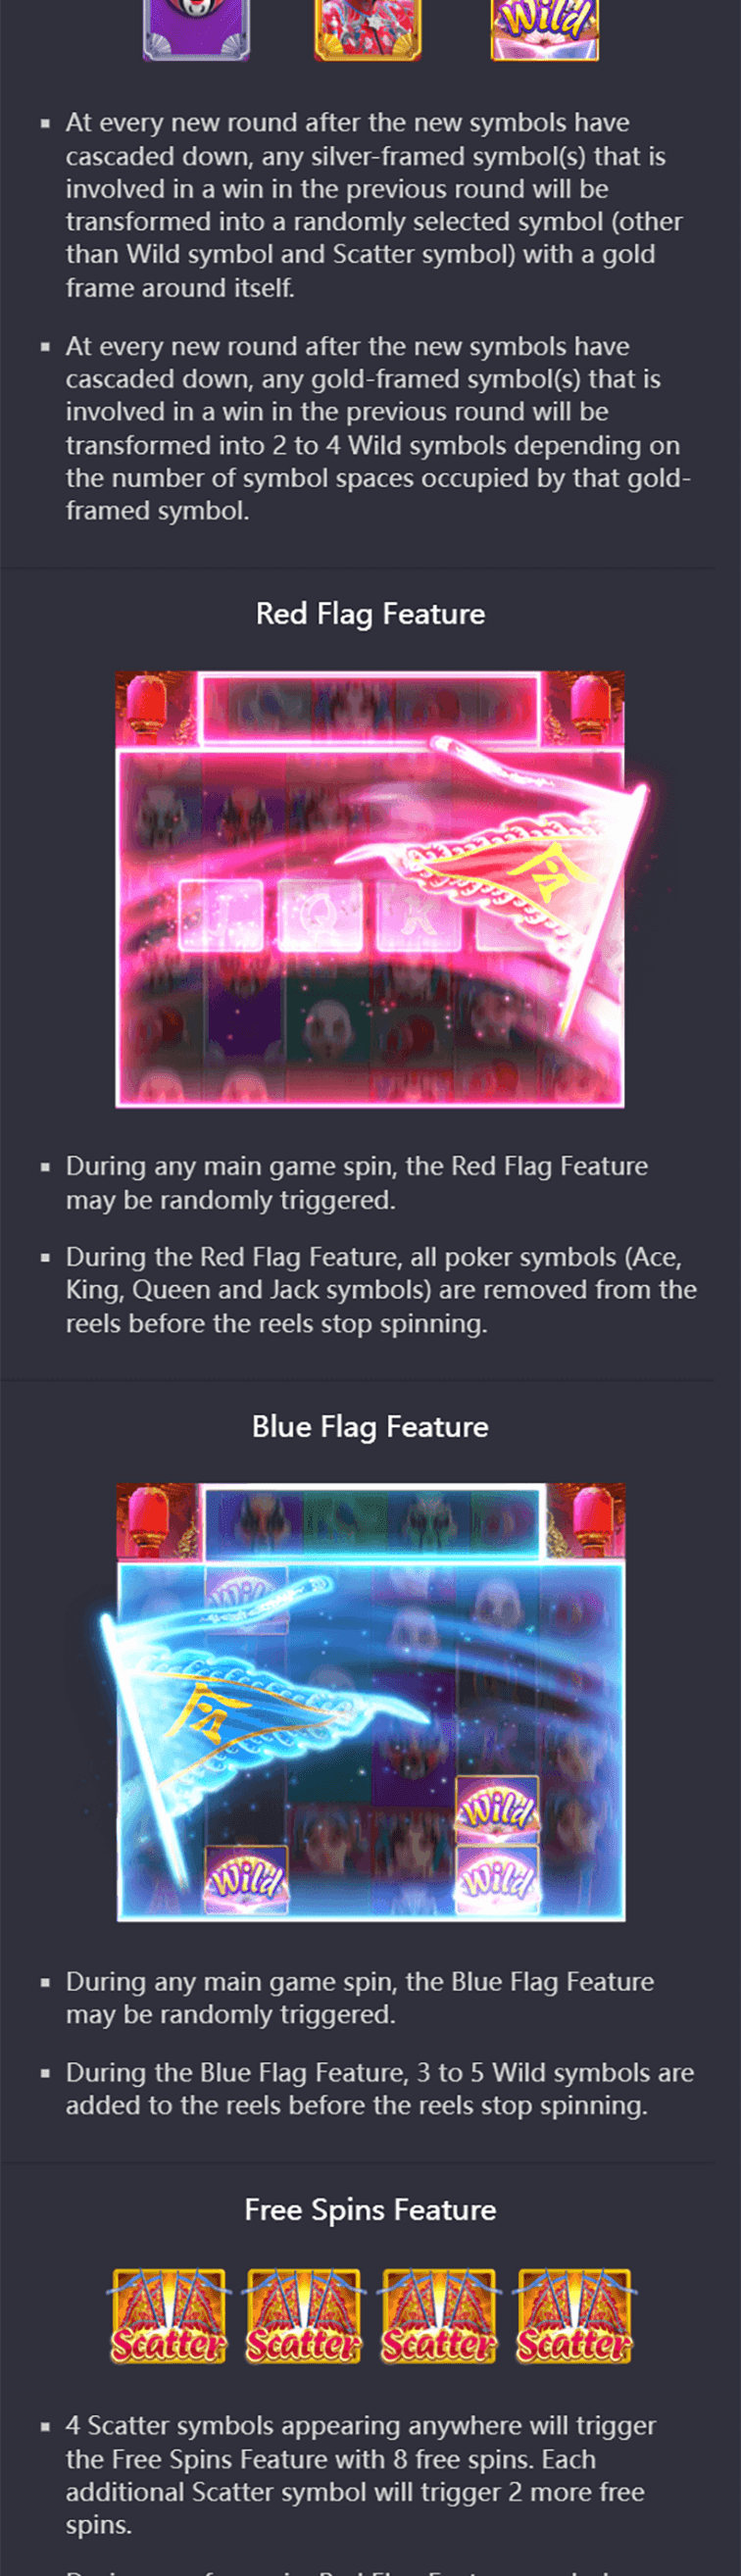 Wild
At every new round after the new symbols have
cascaded down, any silver-framed symbol(s) that is
involved in a win in the previous round will be
transformed into a randomly selected symbol (other
than Wild symbol and Scatter symbol) with a gold
frame around itself.
At every new round after the new symbols have
cascaded down, any gold-framed symbol(s) that is
involved in a win in the previous round will be
transformed into 2 to 4 Wild symbols depending on
the number of symbol spaces occupied by that gold-
framed symbol.
Red Flag Feature
令
J Q K
During any main game spin, the Red Flag Feature
may be randomly triggered.
During the Red Flag Feature, all poker symbols (Ace,
King, Queen and Jack symbols) are removed from the
reels before the reels stop spinning.
Blue Flag Feature
Wild
令
Wild
Wild Wild
During any main game spin, the Blue Flag Feature
may be randomly triggered.
During the Blue Flag Feature, 3 to 5 Wild symbols are
added to the reels before the reels stop spinning.
Free Spins Feature
Scatter Scatter Scatter Scatter
4 Scatter symbols appearing anywhere will trigger
the Free Spins Feature with 8 free spins. Each
additional Scatter symbol will trigger 2 more free
spins.